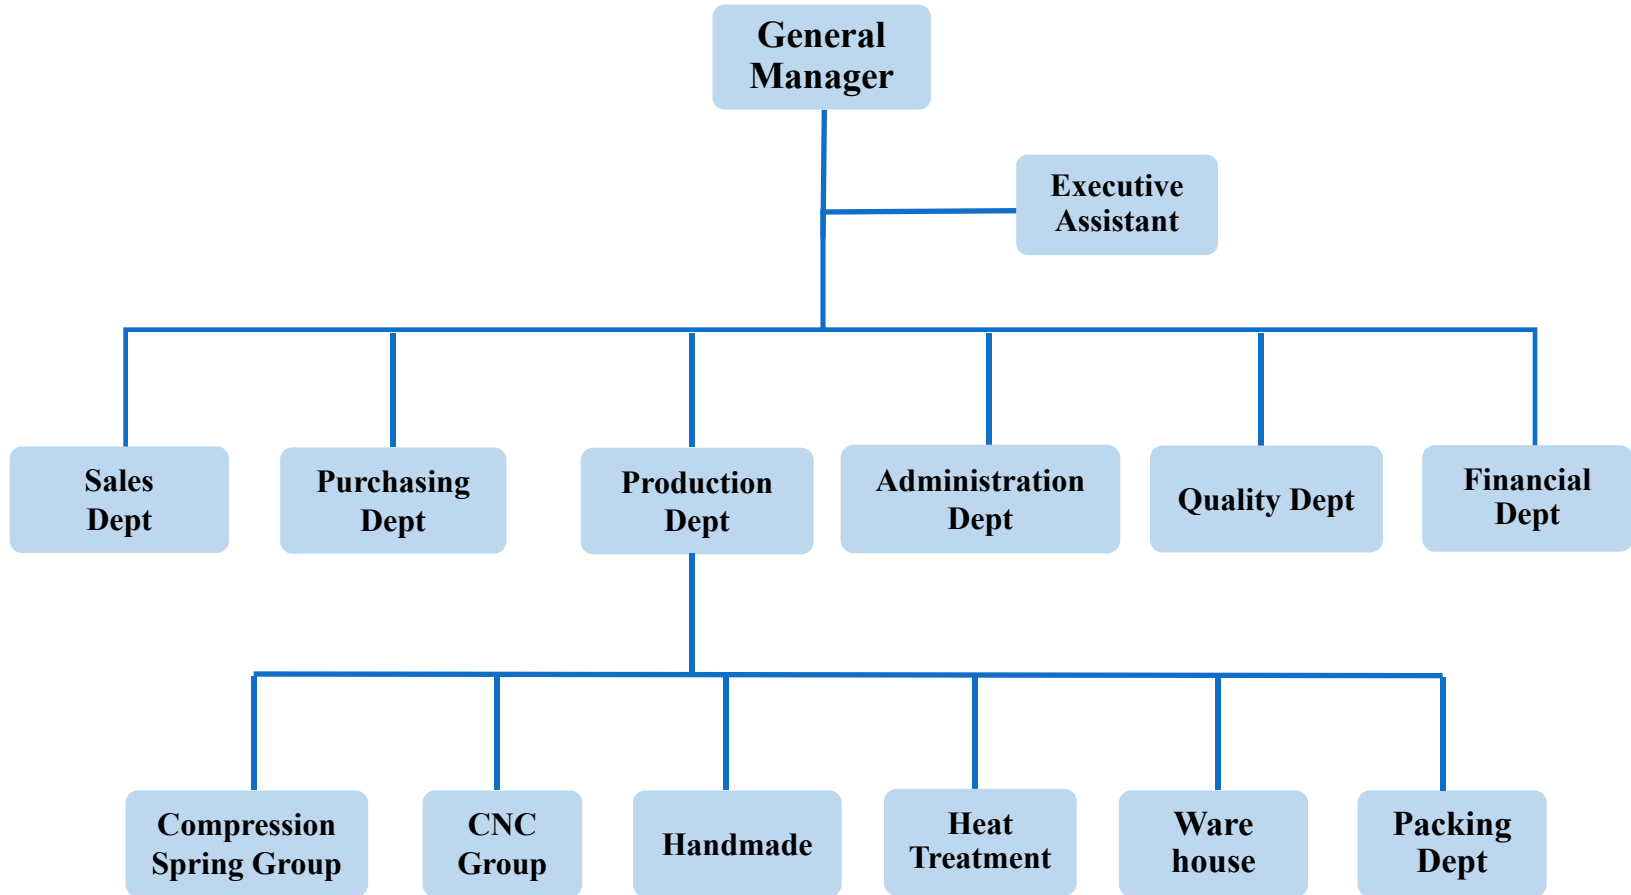 General
Manager
Executive
Assistant
Sales
Dept
Purchasing
Dept
Production
Dept
Administration
Dept
Quality Dept
Financial
Dept
Compression
Spring Group
CNC
Group
Handmade
Heat
Treatment
Ware
house
Packing
Dept